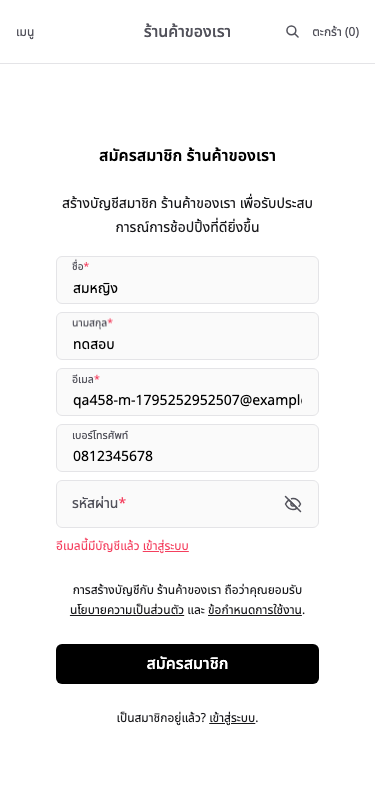 เมนู
ร้านค้าของเรา
ตะกร้า (0)
สมัครสมาชิก ร้านค้าของเรา
สร้างบัญชีสมาชิก ร้านค้าของเรา เพื่อรับประสบ
การณ์การช้อปปิ้งที่ดียิ่งขึ้น
ชื่อ*
สมหญิง
นามสกุล*
ทดสอบ
อีเมล*
qa458-m-1795252952507@example
เบอร์โทรศัพท์
0812345678
รหัสผ่าน*
อีเมลนี้มีบัญชีแล้ว เข้าสู่ระบบ
การสร้างบัญชีกับ ร้านค้าของเรา ถือว่าคุณยอมรับ
นโยบายความเป็นส่วนตัว และ ข้อกำหนดการใช้งาน.
สมัครสมาชิก
เป็นสมาชิกอยู่แล้ว? เข้าสู่ระบบ.